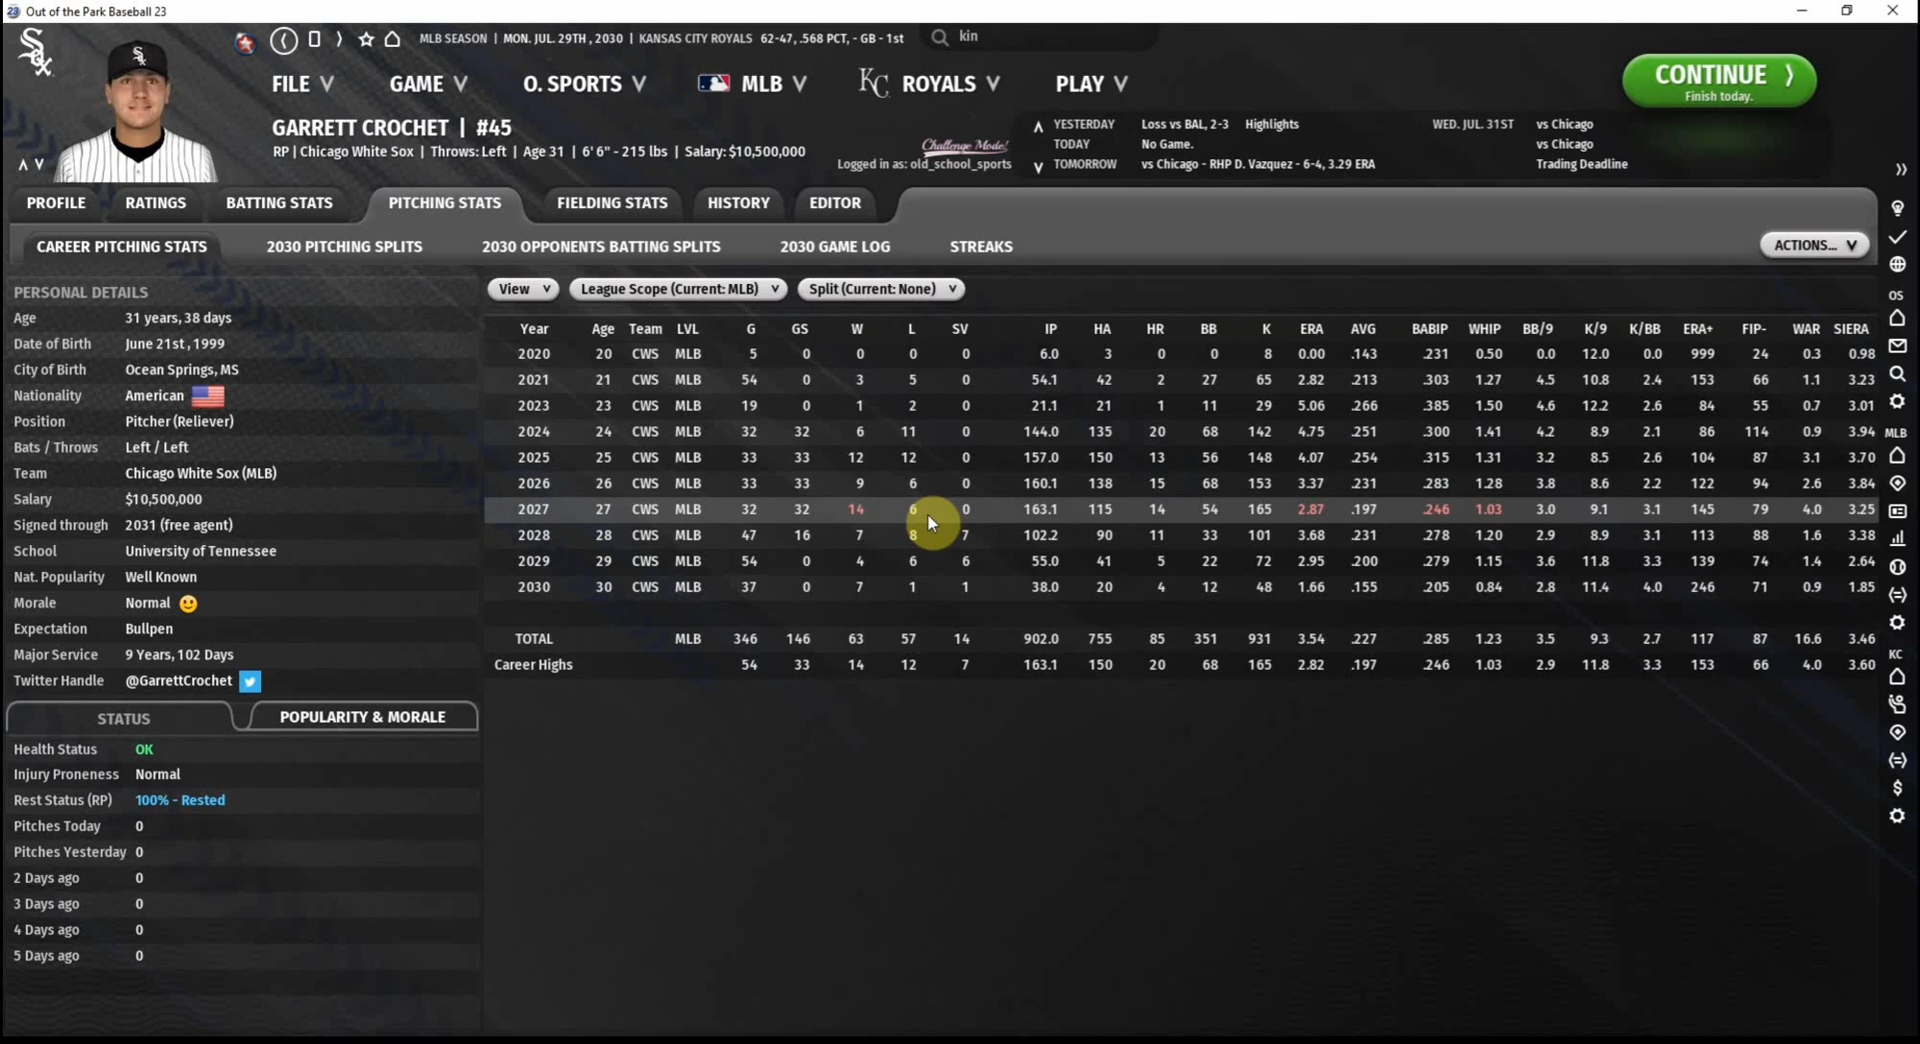 Out of the Park Baseball 23
MLB SEASON | MON. JUL. 29TH, 2030 | KANSAS CITY ROYALS 62-47, .568 PCT, - GB - 1st
kin
FILE GAME O. SPORTS MLB ROYALS PLAY
CONTINUE
Finish today.
GARRETT CROCHET | #45
RP | Chicago White Sox | Throws: Left | Age 31 | 6' 6" - 215 lbs | Salary: $10,500,000
Challenge Mode!
Logged in as: old_school_sports
YESTERDAY Loss vs BAL, 2-3 Highlights WED. JUL. 31ST vs Chicago
TODAY No Game. vs Chicago
TOMORROW vs Chicago - RHP D. Vazquez - 6-4, 3.29 ERA Trading Deadline
PROFILE RATINGS BATTING STATS PITCHING STATS FIELDING STATS HISTORY EDITOR
CAREER PITCHING STATS 2030 PITCHING SPLITS 2030 OPPONENTS BATTING SPLITS 2030 GAME LOG STREAKS ACTIONS...
PERSONAL DETAILS
Age 31 years, 38 days
Date of Birth June 21st , 1999
City of Birth Ocean Springs, MS
Nationality American
Position Pitcher (Reliever)
Bats / Throws Left / Left
Team Chicago White Sox (MLB)
Salary $10,500,000
Signed through 2031 (free agent)
School University of Tennessee
Nat. Popularity Well Known
Morale Normal
Expectation Bullpen
Major Service 9 Years, 102 Days
Twitter Handle @GarrettCrochet
STATUS POPULARITY & MORALE
Health Status OK
Injury Proneness Normal
Rest Status (RP) 100% - Rested
Pitches Today 0
Pitches Yesterday 0
2 Days ago 0
3 Days ago 0
4 Days ago 0
5 Days ago 0
View League Scope (Current: MLB) Split (Current: None)
Year Age Team LVL G GS W L SV IP HA HR BB K ERA AVG BABIP WHIP BB/9 K/9 K/BB ERA+ FIP- WAR SIERA
2020 20 CWS MLB 5 0 0 0 0 6.0 3 0 0 8 0.00 .143 .231 0.50 0.0 12.0 0.0 999 24 0.3 0.98
2021 21 CWS MLB 54 0 3 5 0 54.1 42 2 27 65 2.82 .213 .303 1.27 4.5 10.8 2.4 153 66 1.1 3.23
2023 23 CWS MLB 19 0 1 2 0 21.1 21 1 11 29 5.06 .266 .385 1.50 4.6 12.2 2.6 84 55 0.7 3.01
2024 24 CWS MLB 32 32 6 11 0 144.0 135 20 68 142 4.75 .251 .300 1.41 4.2 8.9 2.1 86 114 0.9 3.94
2025 25 CWS MLB 33 33 12 12 0 157.0 150 13 56 148 4.07 .254 .315 1.31 3.2 8.5 2.6 104 87 3.1 3.70
2026 26 CWS MLB 33 33 9 6 0 160.1 138 15 68 153 3.37 .231 .283 1.28 3.8 8.6 2.2 122 94 2.6 3.84
2027 27 CWS MLB 32 32 14 6 0 163.1 115 14 54 165 2.87 .197 .246 1.03 3.0 9.1 3.1 145 79 4.0 3.25
2028 28 CWS MLB 47 16 7 8 7 102.2 90 11 33 101 3.68 .231 .278 1.20 2.9 8.9 3.1 113 88 1.6 3.38
2029 29 CWS MLB 54 0 4 6 6 55.0 41 5 22 72 2.95 .200 .279 1.15 3.6 11.8 3.3 139 74 1.4 2.64
2030 30 CWS MLB 37 0 7 1 1 38.0 20 4 12 48 1.66 .155 .205 0.84 2.8 11.4 4.0 246 71 0.9 1.85
TOTAL MLB 346 146 63 57 14 902.0 755 85 351 931 3.54 .227 .285 1.23 3.5 9.3 2.7 117 87 16.6 3.46
Career Highs 54 33 14 12 7 163.1 150 20 68 165 2.82 .197 .246 1.03 2.9 11.8 3.3 153 66 4.0 3.60
OS
MLB
KC